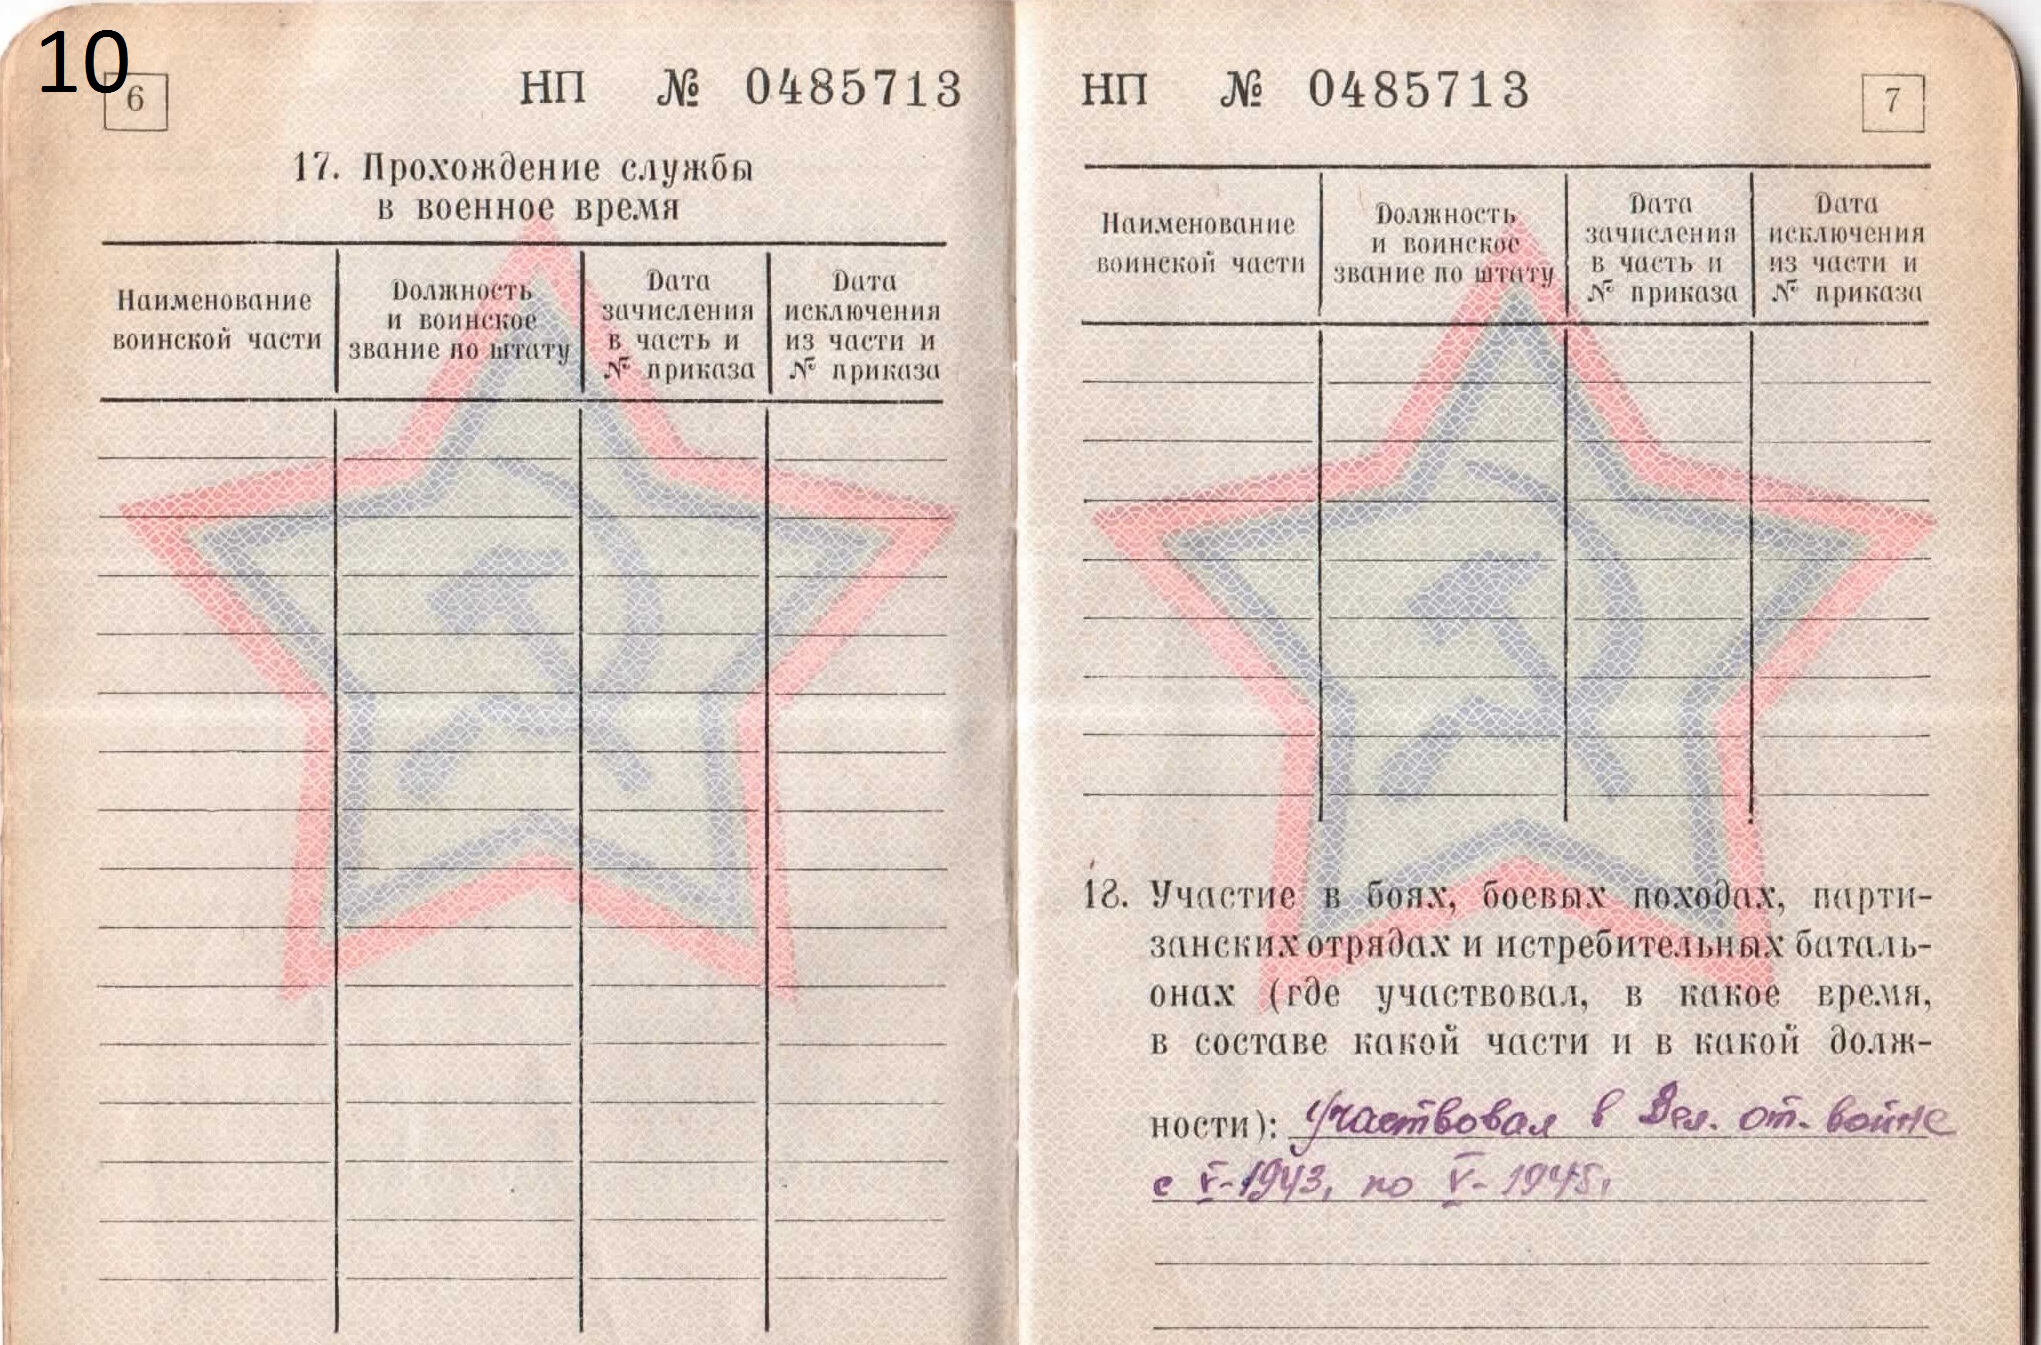 10
6
НП № 0485713
17. Прохождение службы
в военное время
Наименование
воинской части
Должность
и воинское
звание по штату
Дата
зачисления
в часть и
№ приказа
Дата
исключения
из части и
№ приказа
НП № 0485713
7
Наименование
воинской части
Должность
и воинское
звание по штату
Дата
зачисления
в часть и
№ приказа
Дата
исключения
из части и
№ приказа
18. Участие в боях, боевых походах, парти-
занских отрядах и истребительных баталь-
онах (где участвовал, в какое время,
в составе какой части и в какой долж-
ности): Участвовал в Вел. от. войне
с V-1943, по V-1945,